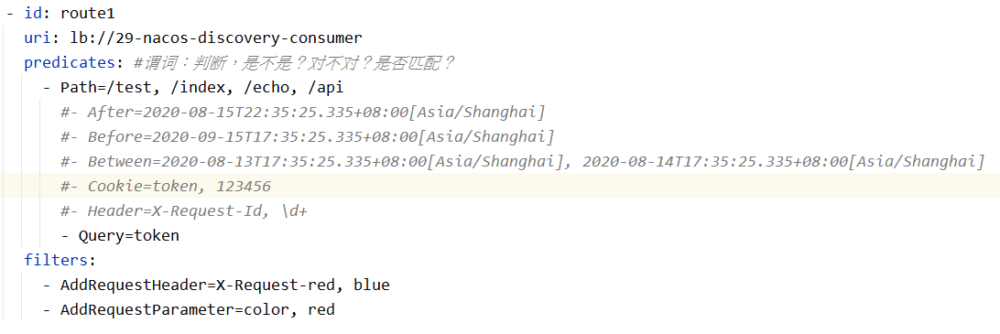 - id: route1
uri: lb://29-nacos-discovery-consumer
predicates: #谓词：判断，是不是？对不对？是否匹配？
- Path=/test, /index, /echo, /api
#- After=2020-08-15T22:35:25.335+08:00[Asia/Shanghai]
#- Before=2020-09-15T17:35:25.335+08:00[Asia/Shanghai]
#- Between=2020-08-13T17:35:25.335+08:00[Asia/Shanghai], 2020-08-14T17:35:25.335+08:00[Asia/Shanghai]
#- Cookie=token, 123456
#- Header=X-Request-Id, \d+
- Query=token
filters:
- AddRequestHeader=X-Request-red, blue
- AddRequestParameter=color, red